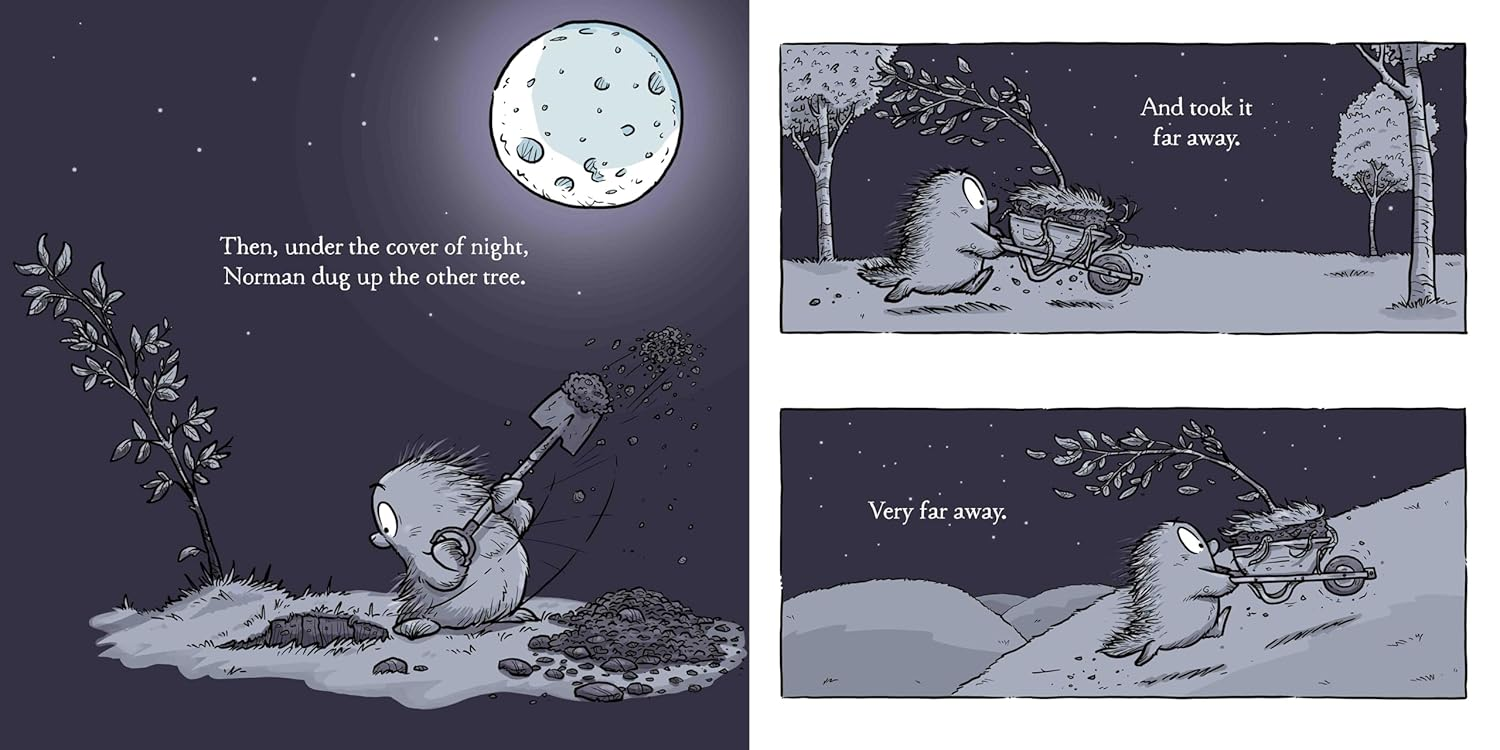 Then, under the cover of night,
Norman dug up the other tree.
And took it
far away.
Very far away.